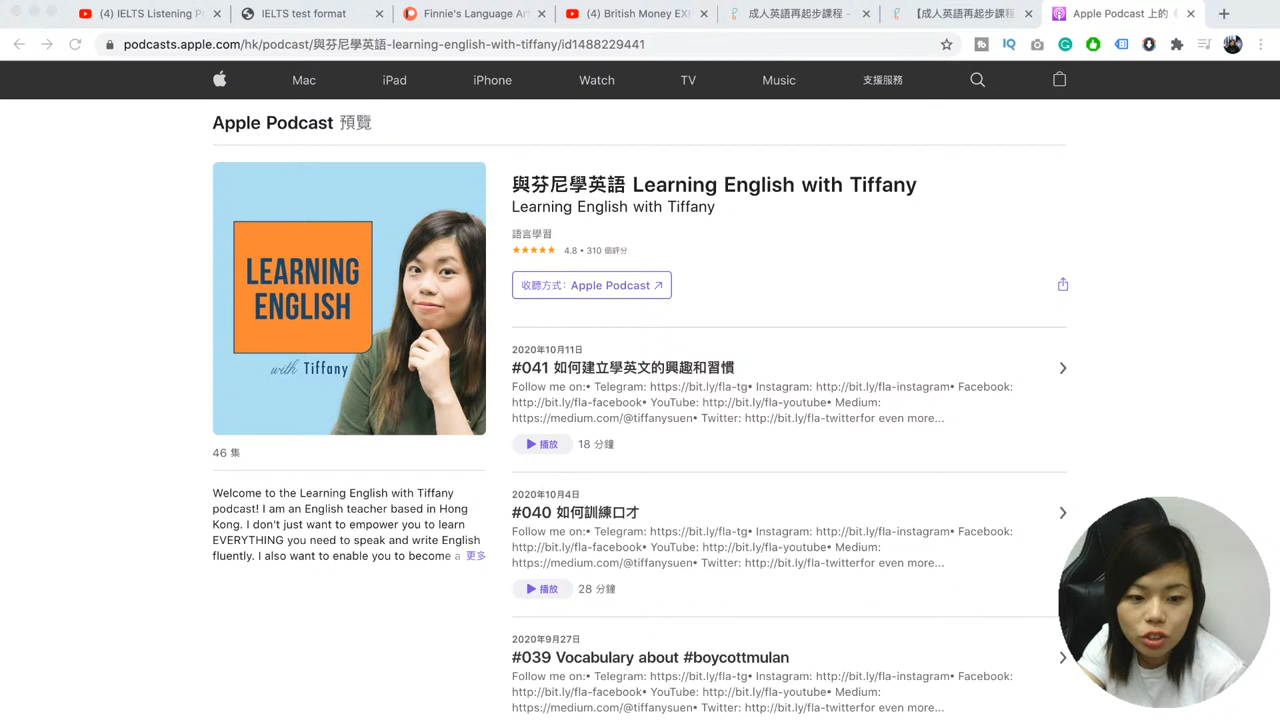 (4) IELTS Listening Pr
IELTS test format
Finnie's Language Art
(4) British Money EXP
成人英語再起步課程 -
【成人英語再起步課程】
Apple Podcast 上的
podcasts.apple.com/hk/podcast/與芬尼學英語-learning-english-with-tiffany/id1488229441
IQ
Mac
iPad
iPhone
Watch
TV
Music
支援服務
Apple Podcast 預覽
LEARNING
ENGLISH
with Tiffany
46 集
Welcome to the Learning English with Tiffany
podcast! I am an English teacher based in Hong
Kong. I don't just want to empower you to learn
EVERYTHING you need to speak and write English
fluently. I also want to enable you to become a 更多
與芬尼學英語 Learning English with Tiffany
Learning English with Tiffany
語言學習
★★★★★ 4.8 • 310 個評分
收聽方式：Apple Podcast ↗
2020年10月11日
#041 如何建立學英文的興趣和習慣
Follow me on:• Telegram: https://bit.ly/fla-tg• Instagram: http://bit.ly/fla-instagram• Facebook:
http://bit.ly/fla-facebook• YouTube: http://bit.ly/fla-youtube• Medium:
https://medium.com/@tiffanysuen• Twitter: http://bit.ly/fla-twitterfor even more...
播放 18 分鐘
2020年10月4日
#040 如何訓練口才
Follow me on:• Telegram: https://bit.ly/fla-tg• Instagram: http://bit.ly/fla-instagram• Facebook:
http://bit.ly/fla-facebook• YouTube: http://bit.ly/fla-youtube• Medium:
https://medium.com/@tiffanysuen• Twitter: http://bit.ly/fla-twitterfor even more...
播放 28 分鐘
2020年9月27日
#039 Vocabulary about #boycottmulan
Follow me on:• Telegram: https://bit.ly/fla-tg• Instagram: http://bit.ly/fla-instagram• Facebook:
http://bit.ly/fla-facebook• YouTube: http://bit.ly/fla-youtube• Medium:
https://medium.com/@tiffanysuen• Twitter: http://bit.ly/fla-twitterfor even more...